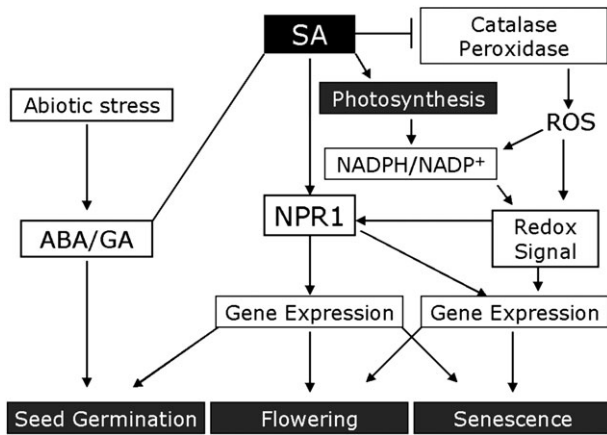 SA
Catalase
Peroxidase
Abiotic stress
Photosynthesis
ROS
NADPH/NADP⁺
ABA/GA
NPR1
Redox
Signal
Gene Expression
Gene Expression
Seed Germination
Flowering
Senescence